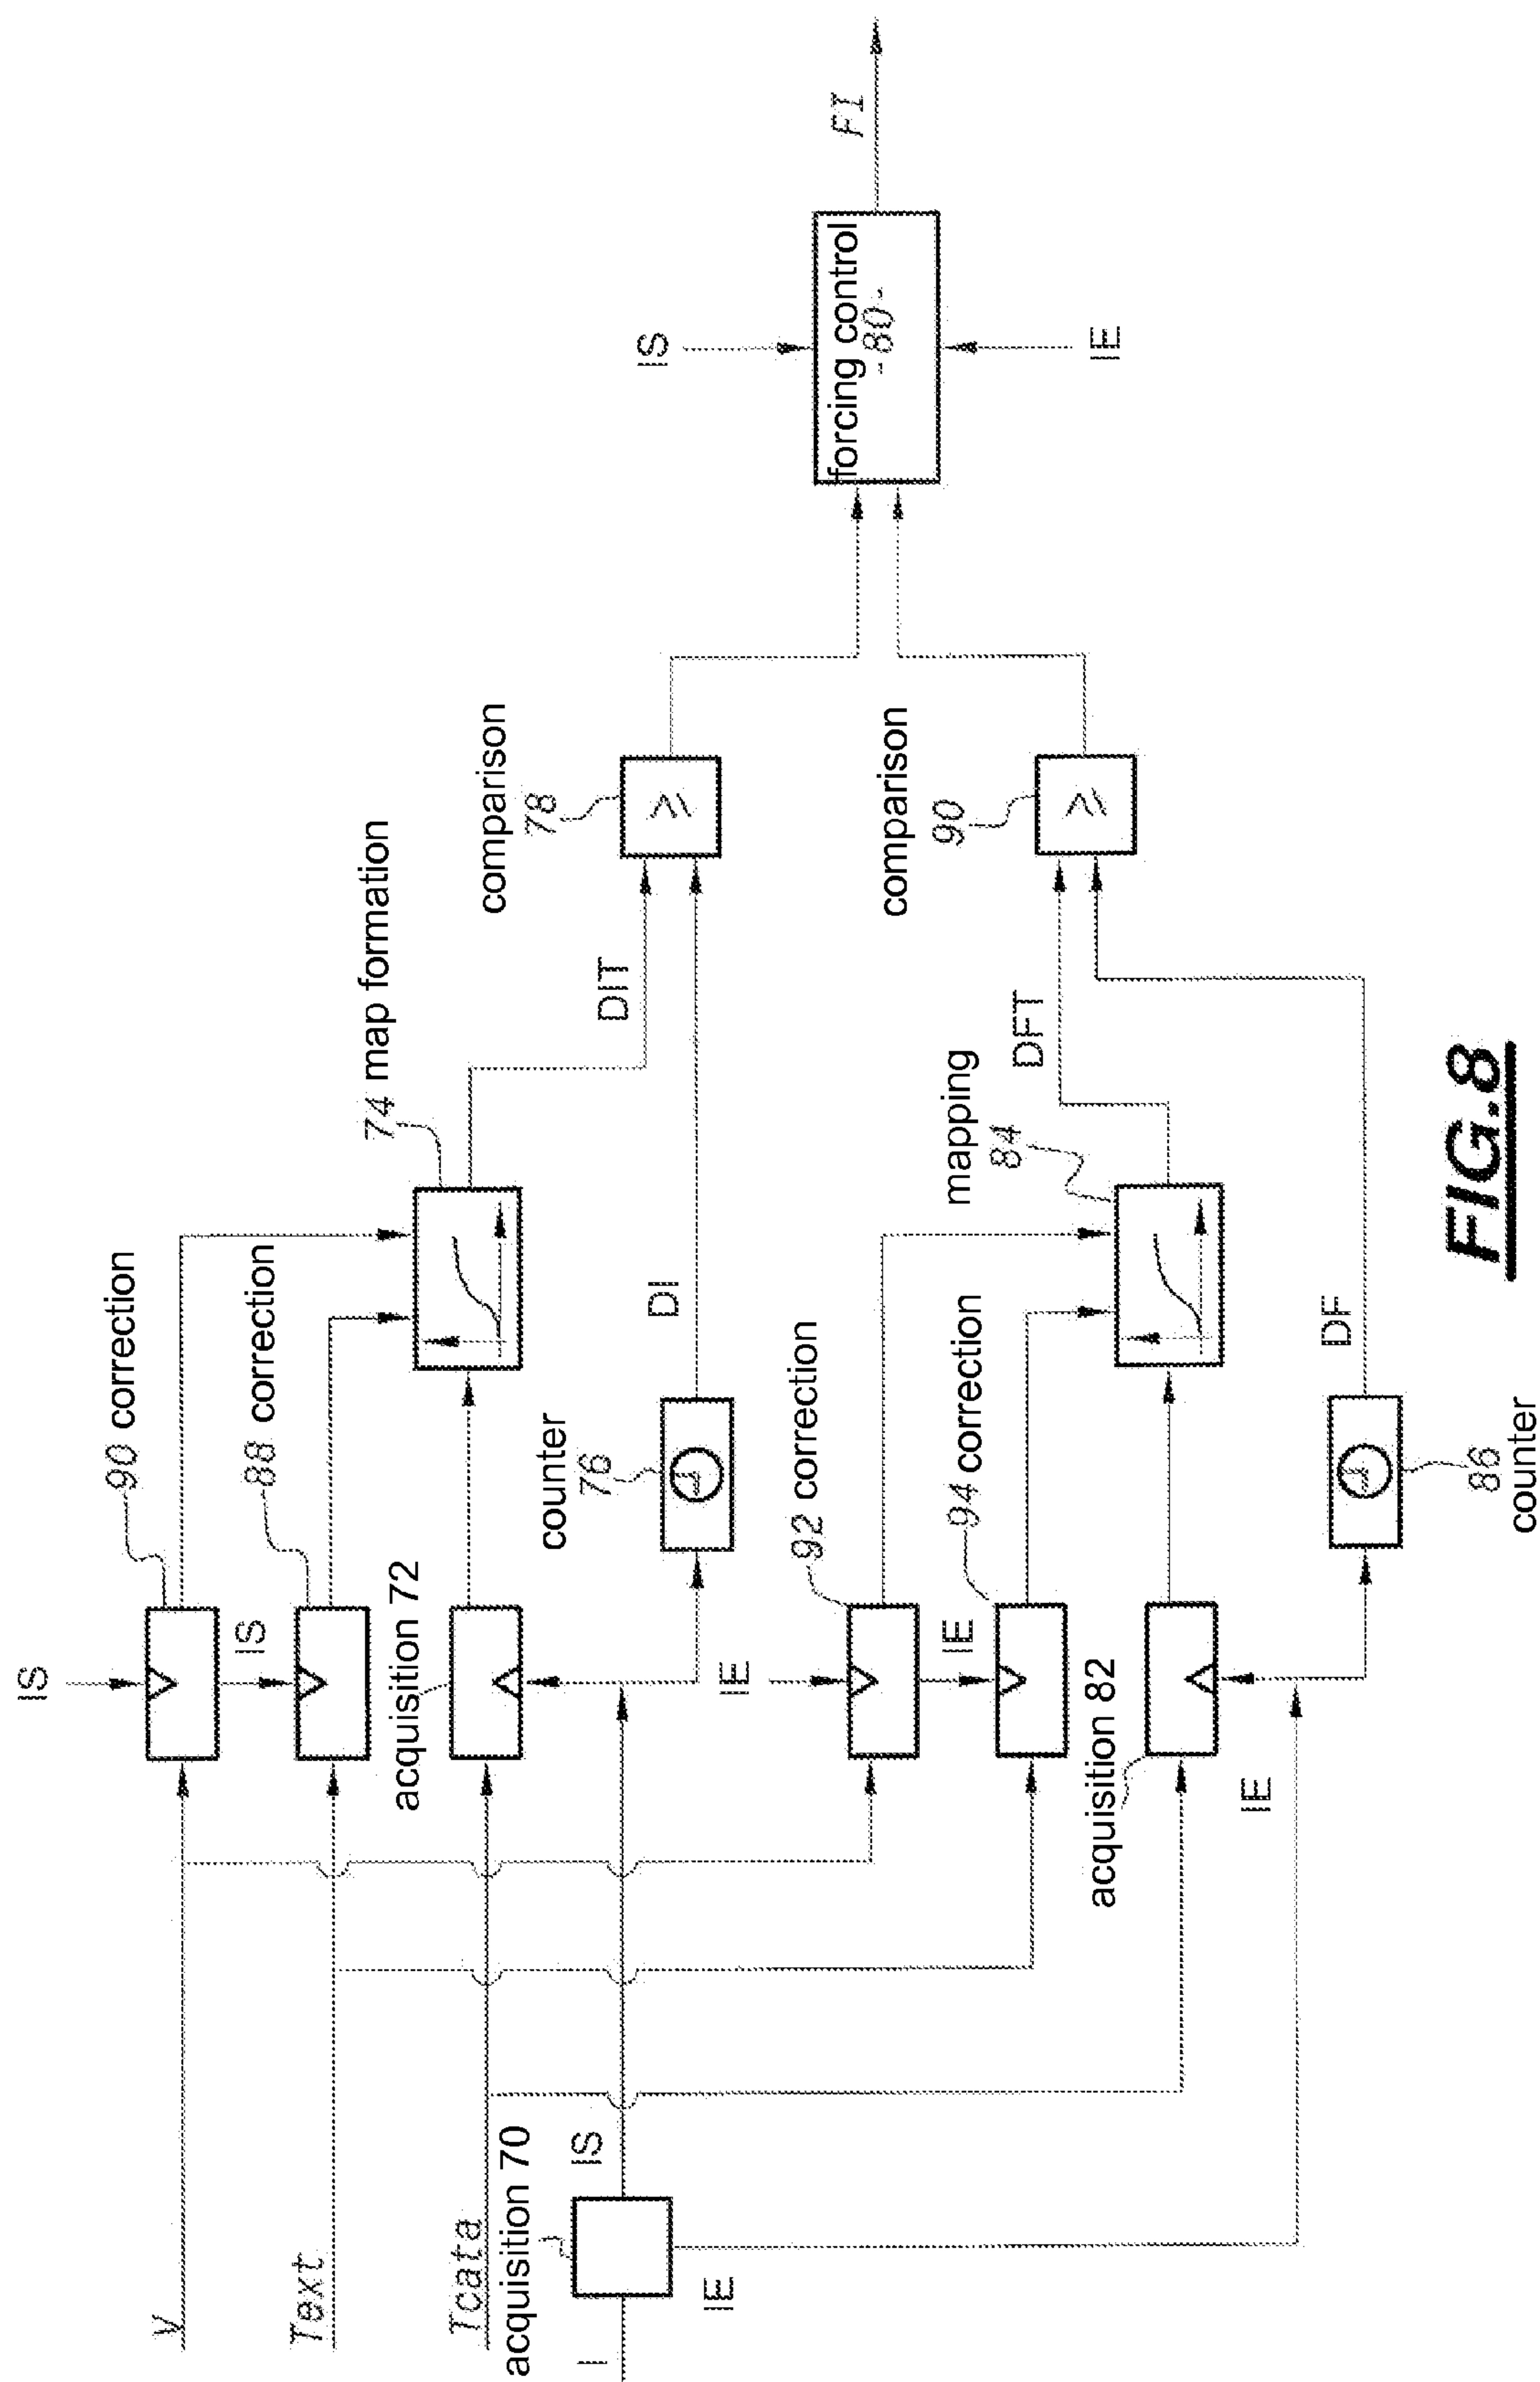 IS
90 correction
IS
88 correction
V
Text
Tcata
acquisition 70
I
IS
IE
acquisition 72
74 map formation
counter
76
DI
DIT
comparison
78
IE
92 correction
IE
94 correction
acquisition 82
IE
mapping
84
DFT
DF
86
counter
comparison
90
IS
forcing control
-80-
IE
FI
FIG.8